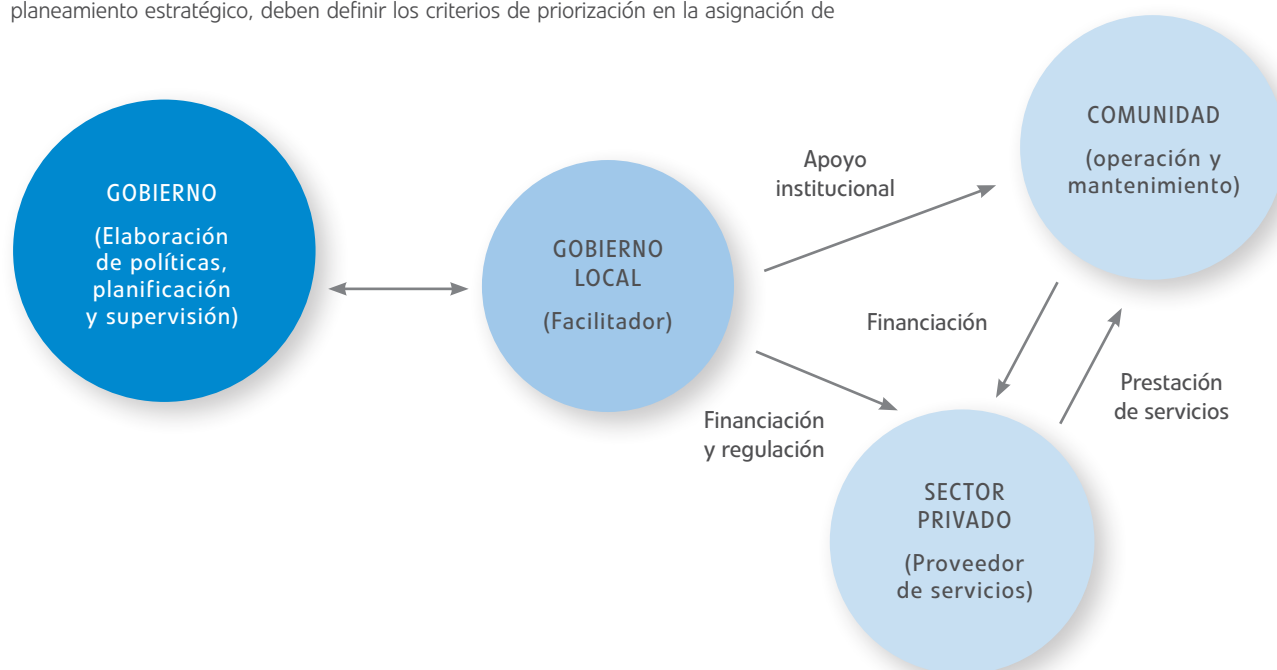 planeamiento estratégico, deben definir los criterios de priorización en la asignación de
GOBIERNO
(Elaboración
de políticas,
planificación
y supervisión)
GOBIERNO
LOCAL
(Facilitador)
Apoyo
institucional
COMUNIDAD
(operación y
mantenimiento)
Financiación
Prestación
de servicios
Financiación
y regulación
SECTOR
PRIVADO
(Proveedor
de servicios)